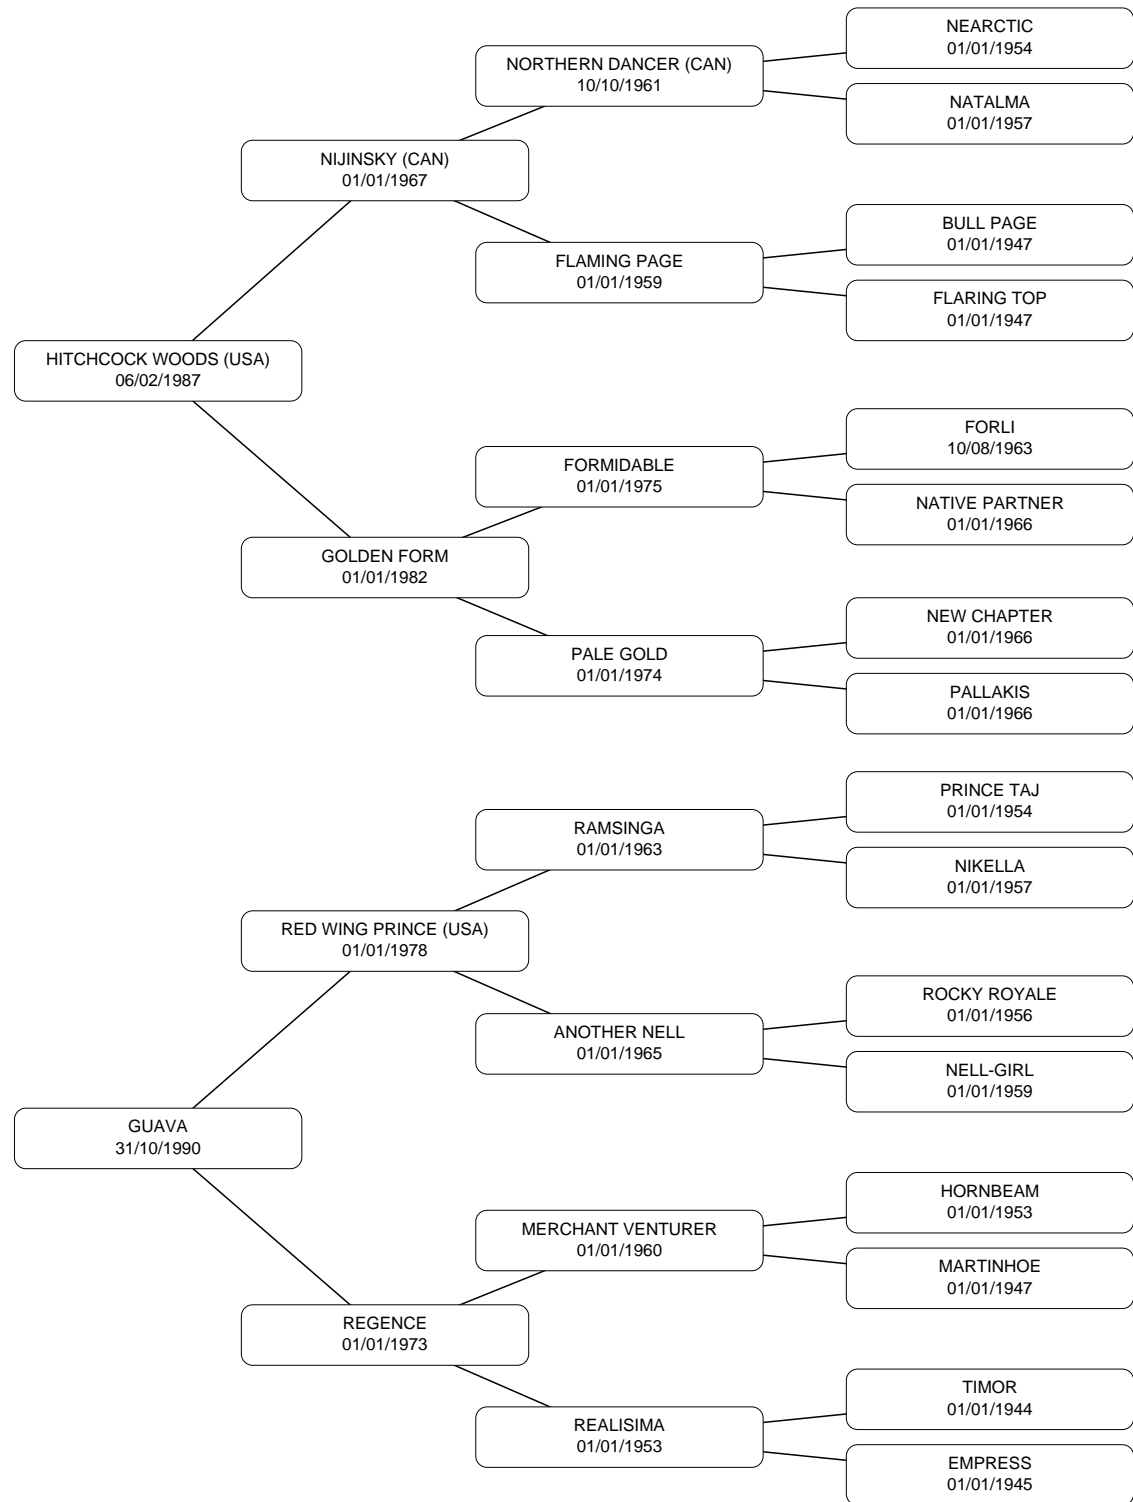 NEARCTIC
01/01/1954
NORTHERN DANCER (CAN)
10/10/1961
NATALMA
01/01/1957
NIJINSKY (CAN)
01/01/1967
BULL PAGE
01/01/1947
FLAMING PAGE
01/01/1959
FLARING TOP
01/01/1947
HITCHCOCK WOODS (USA)
06/02/1987
FORLI
10/08/1963
FORMIDABLE
01/01/1975
NATIVE PARTNER
01/01/1966
GOLDEN FORM
01/01/1982
NEW CHAPTER
01/01/1966
PALE GOLD
01/01/1974
PALLAKIS
01/01/1966
PRINCE TAJ
01/01/1954
RAMSINGA
01/01/1963
NIKELLA
01/01/1957
RED WING PRINCE (USA)
01/01/1978
ROCKY ROYALE
01/01/1956
ANOTHER NELL
01/01/1965
NELL-GIRL
01/01/1959
GUAVA
31/10/1990
HORNBEAM
01/01/1953
MERCHANT VENTURER
01/01/1960
MARTINHOE
01/01/1947
REGENCE
01/01/1973
TIMOR
01/01/1944
REALISIMA
01/01/1953
EMPRESS
01/01/1945